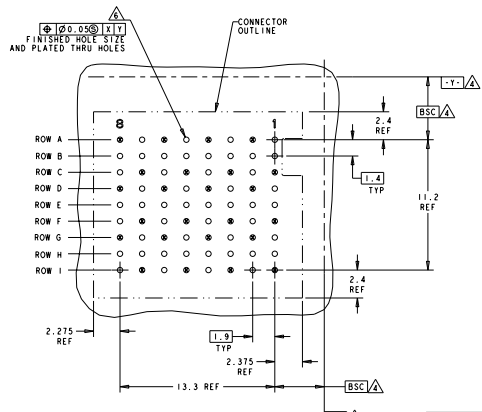 6
⌖ Ø0.05Ⓢ X Y
FINISHED HOLE SIZE
AND PLATED THRU HOLES
CONNECTOR
OUTLINE
-Y- 4
BSC 4
2.4
REF
8 1
ROW A
ROW B
ROW C
ROW D
ROW E
ROW F
ROW G
ROW H
ROW I
1.4
TYP
11.2
REF
2.4
REF
2.275
REF
1.9
TYP
2.375
REF
13.3 REF
BSC 4